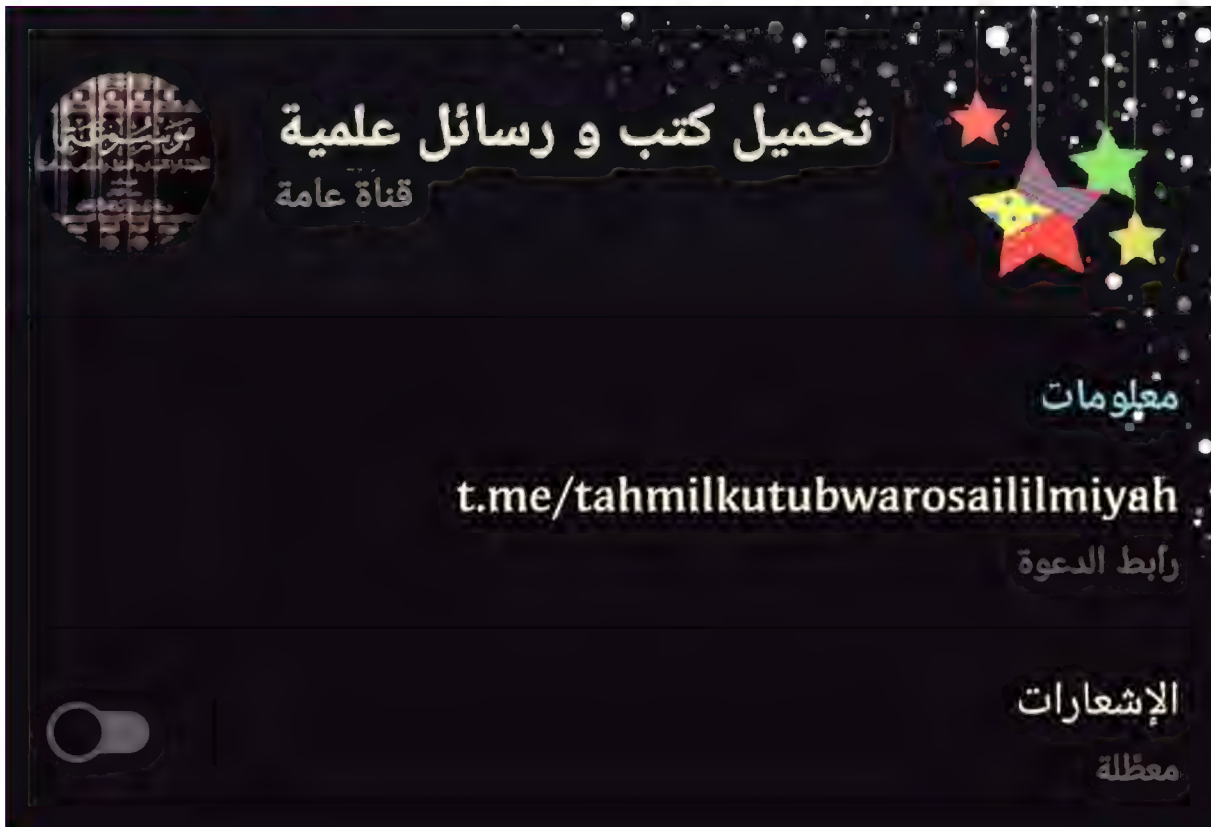 تحميل كتب و رسائل علمية
قناة عامة
معلومات
t.me/tahmilkutubwarosaililmiyah
رابط الدعوة
الإشعارات
معطّلة